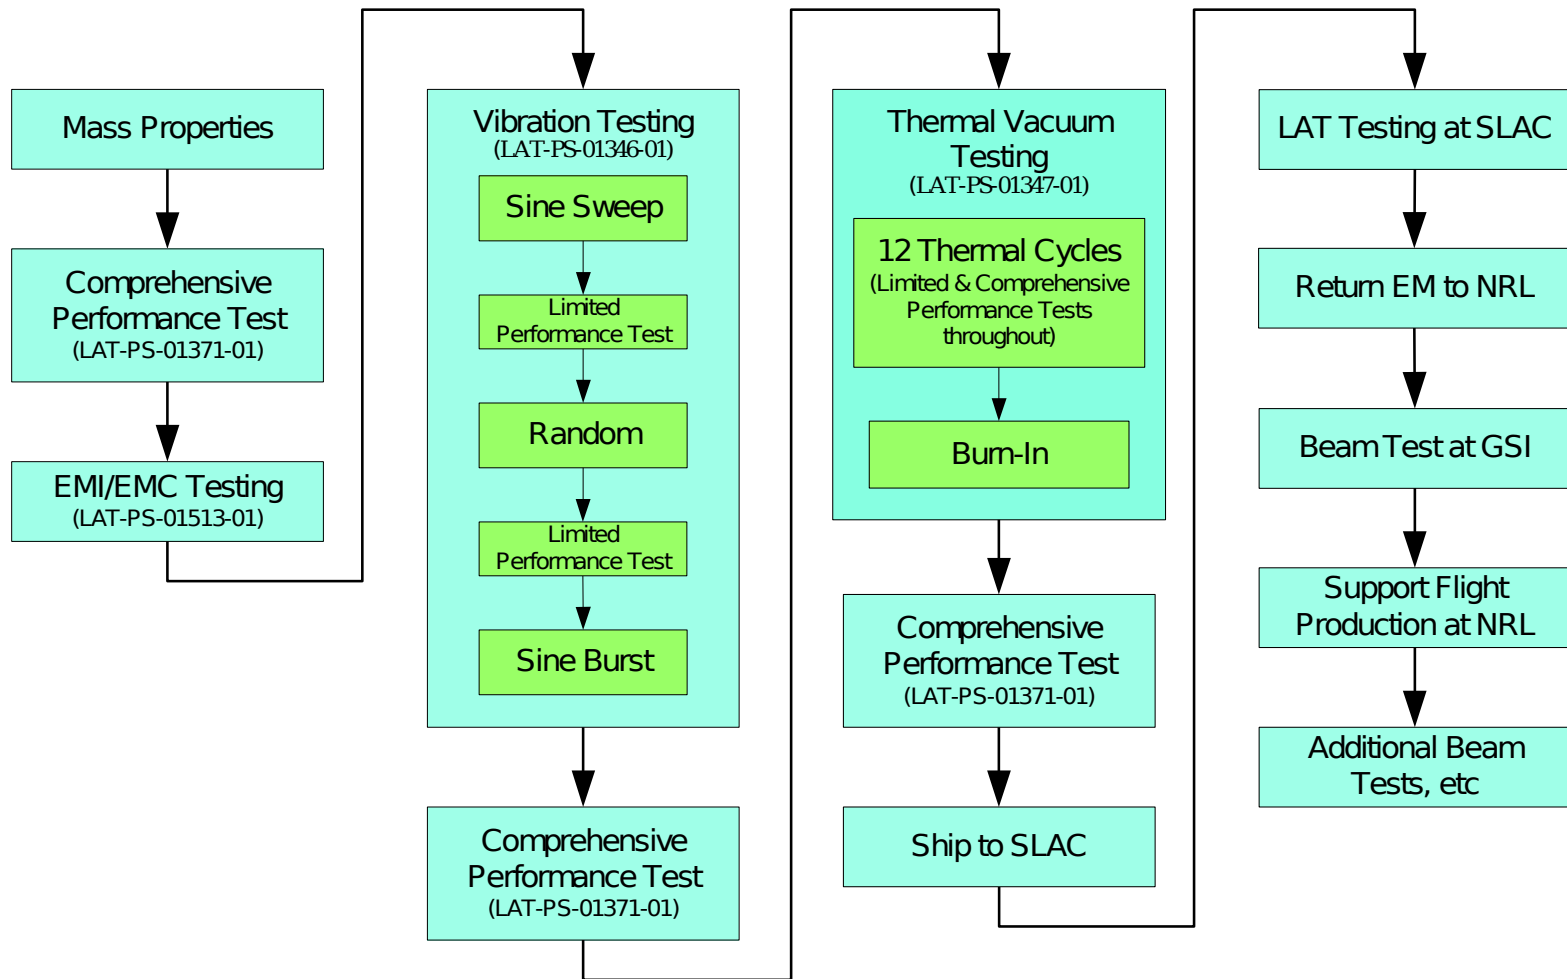 Mass Properties
Comprehensive
Performance Test
(LAT-PS-01371-01)
EMI/EMC Testing
(LAT-PS-01513-01)
Vibration Testing
(LAT-PS-01346-01)
Sine Sweep
Limited
Performance Test
Random
Limited
Performance Test
Sine Burst
Comprehensive
Performance Test
(LAT-PS-01371-01)
Thermal Vacuum
Testing
(LAT-PS-01347-01)
12 Thermal Cycles
(Limited & Comprehensive
Performance Tests
throughout)
Burn-In
Comprehensive
Performance Test
(LAT-PS-01371-01)
Ship to SLAC
LAT Testing at SLAC
Return EM to NRL
Beam Test at GSI
Support Flight
Production at NRL
Additional Beam
Tests, etc